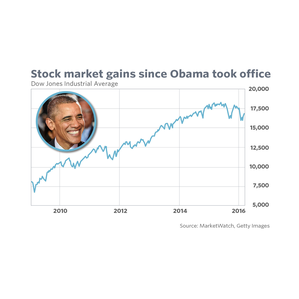 Stock market gains since Obama took office
Dow Jones Industrial Average
20,000
17,500
15,000
12,500
10,000
7,500
5,000
2010 2012 2014 2016
Source: MarketWatch, Getty Images